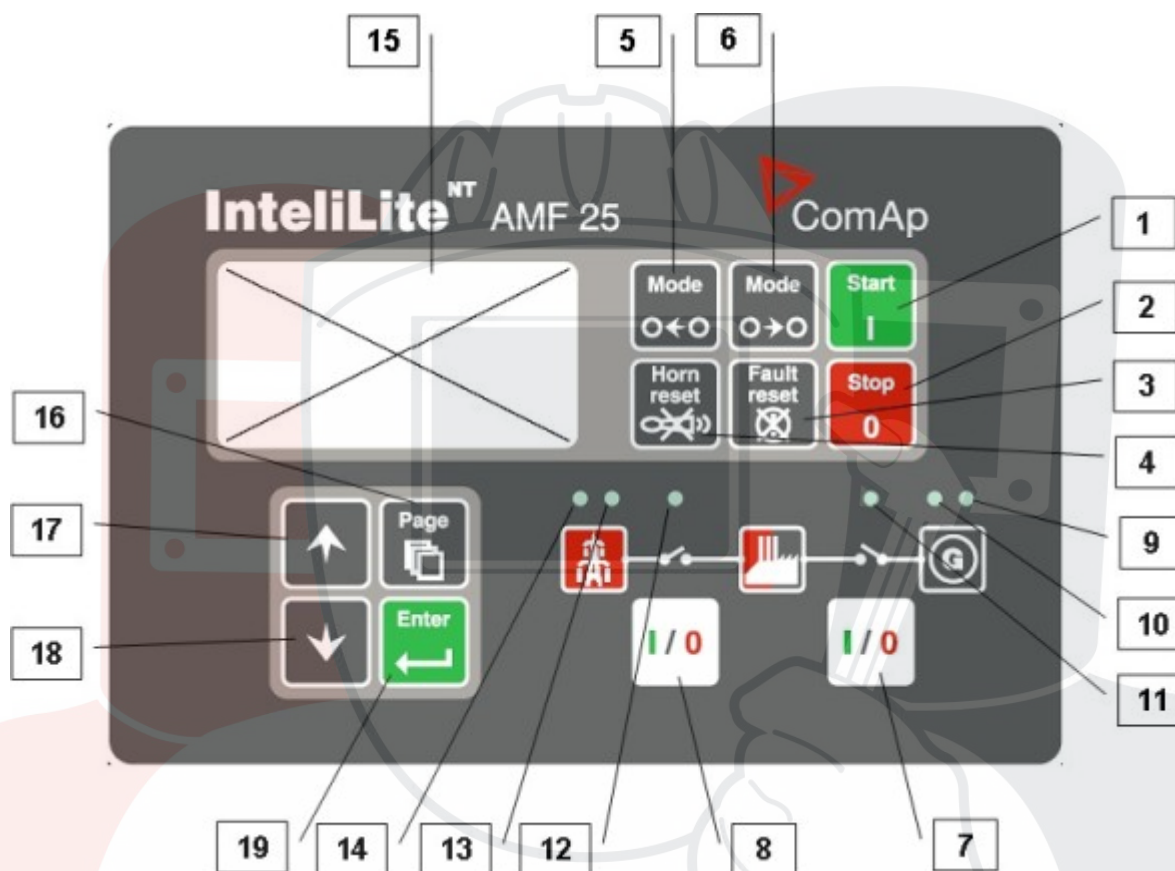 15
5
6
InteliLite NT AMF 25
ComAp
1
Mode
Mode
Start
I
2
Horn
reset
Fault
reset
Stop
0
3
16
4
17
Page
9
G
18
Enter
I / 0
I / 0
10
11
19
14
13
12
8
7